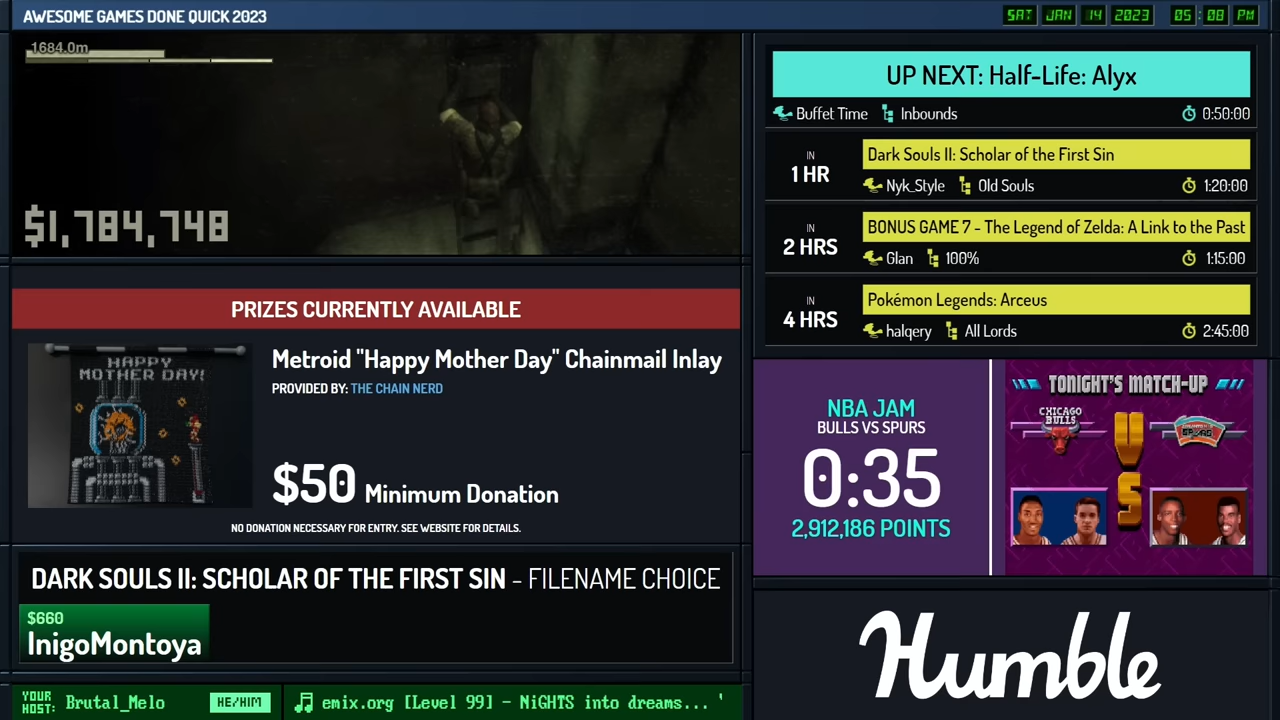 AWESOME GAMES DONE QUICK 2023
SAT JAN 14 2023 05:08 PM
1684.0m
$1,784,748
UP NEXT: Half-Life: Alyx
Buffet Time Inbounds 0:50:00
IN 1 HR
Dark Souls II: Scholar of the First Sin
Nyk_Style Old Souls 1:20:00
IN 2 HRS
BONUS GAME 7 - The Legend of Zelda: A Link to the Past
Glan 100% 1:15:00
IN 4 HRS
Pokémon Legends: Arceus
halqery All Lords 2:45:00
PRIZES CURRENTLY AVAILABLE
HAPPY
MOTHER DAY!
Metroid "Happy Mother Day" Chainmail Inlay
PROVIDED BY: THE CHAIN NERD
$50 Minimum Donation
NO DONATION NECESSARY FOR ENTRY. SEE WEBSITE FOR DETAILS.
NBA JAM
BULLS VS SPURS
0:35
2,912,186 POINTS
TONIGHT'S MATCH-UP
CHICAGO
BULLS
VS
DARK SOULS II: SCHOLAR OF THE FIRST SIN - FILENAME CHOICE
$660
InigoMontoya
Humble
YOUR
HOST: Brutal_Melo HE/HIM
emix.org [Level 99] - NiGHTS into dreams... '